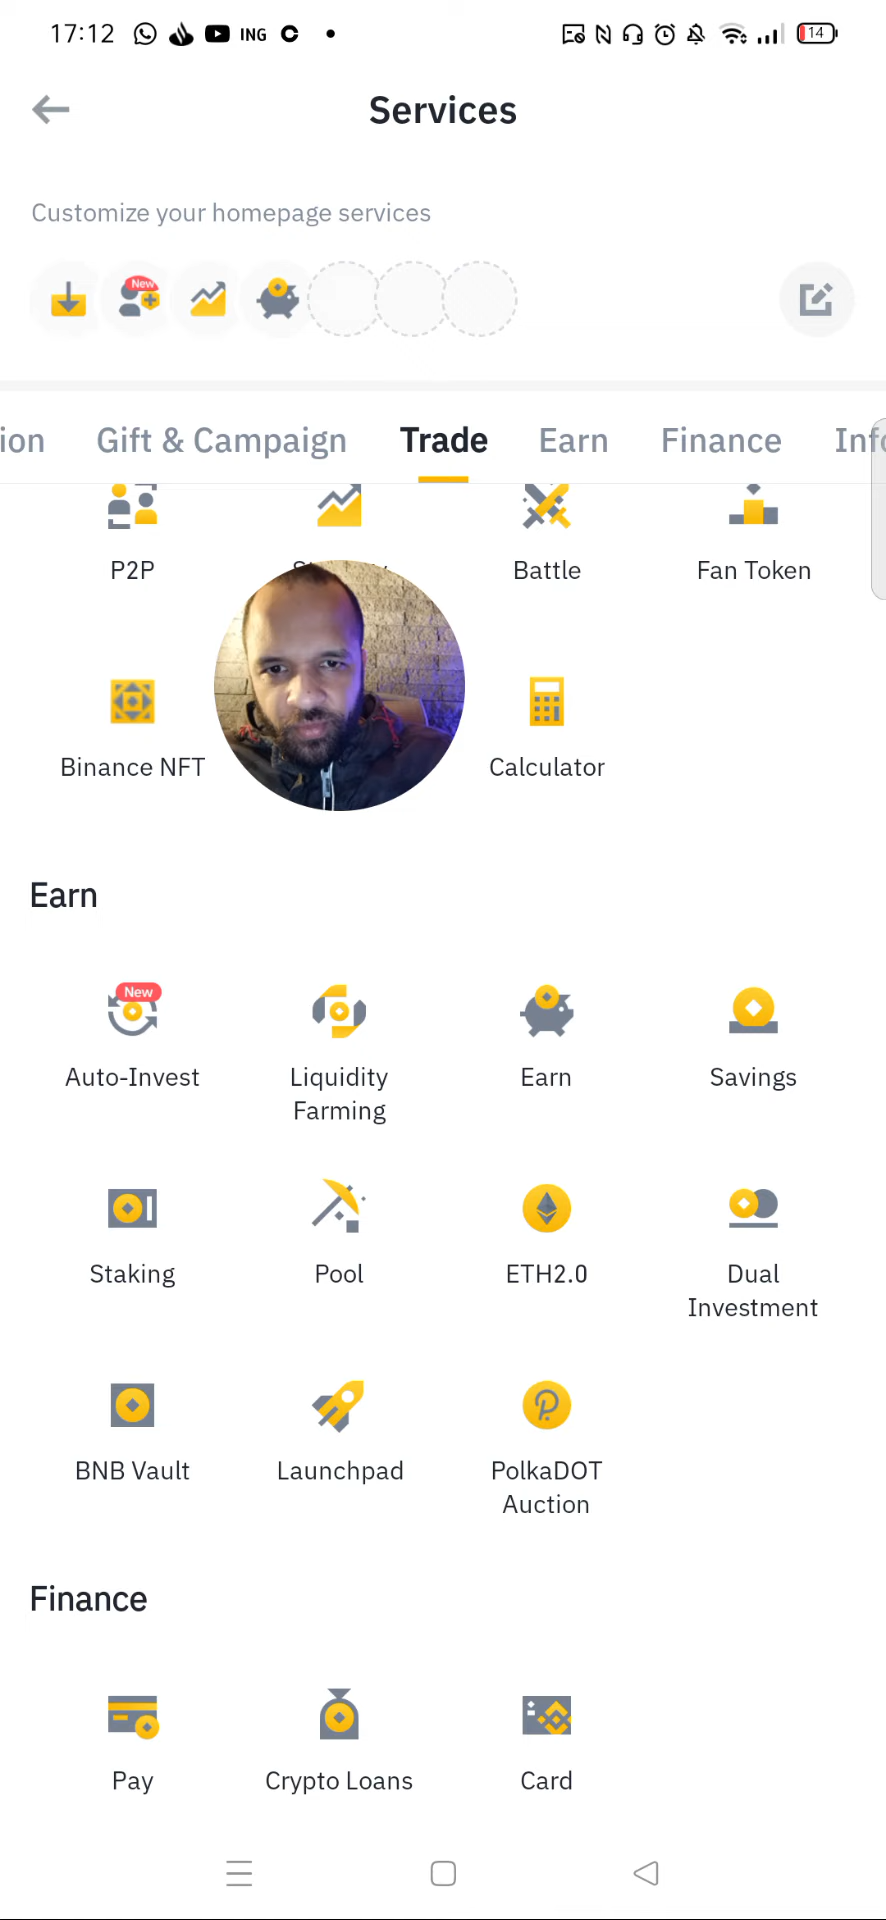 17:12 ING 14
Services
Customize your homepage services
New
ion Gift & Campaign Trade Earn Finance Info
P2P Battle Fan Token
Binance NFT Calculator
Earn
New
Auto-Invest Liquidity Farming Earn Savings
Staking Pool ETH2.0 Dual Investment
BNB Vault Launchpad PolkaDOT Auction
Finance
Pay Crypto Loans Card